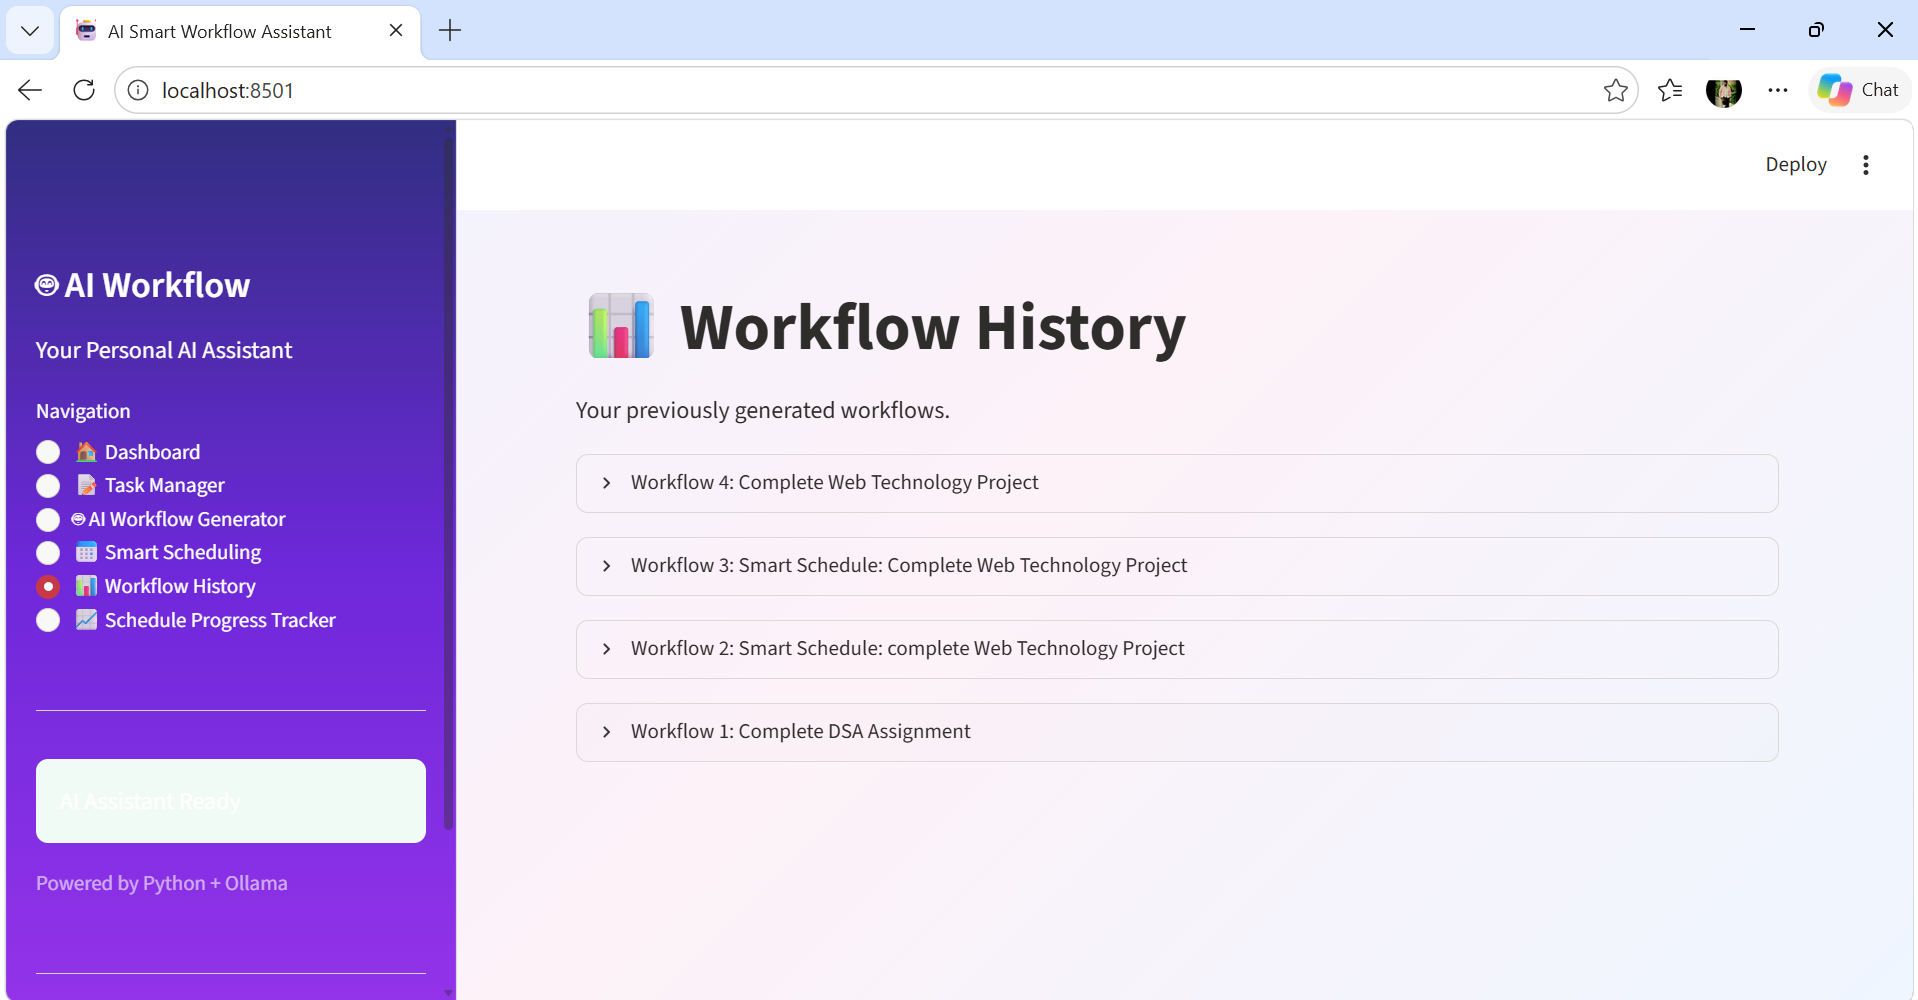 AI Smart Workflow Assistant
localhost:8501
Chat
Deploy
AI Workflow
Your Personal AI Assistant
Navigation
Dashboard
Task Manager
AI Workflow Generator
Smart Scheduling
Workflow History
Schedule Progress Tracker
AI Assistant Ready
Powered by Python + Ollama
Workflow History
Your previously generated workflows.
Workflow 4: Complete Web Technology Project
Workflow 3: Smart Schedule: Complete Web Technology Project
Workflow 2: Smart Schedule: complete Web Technology Project
Workflow 1: Complete DSA Assignment